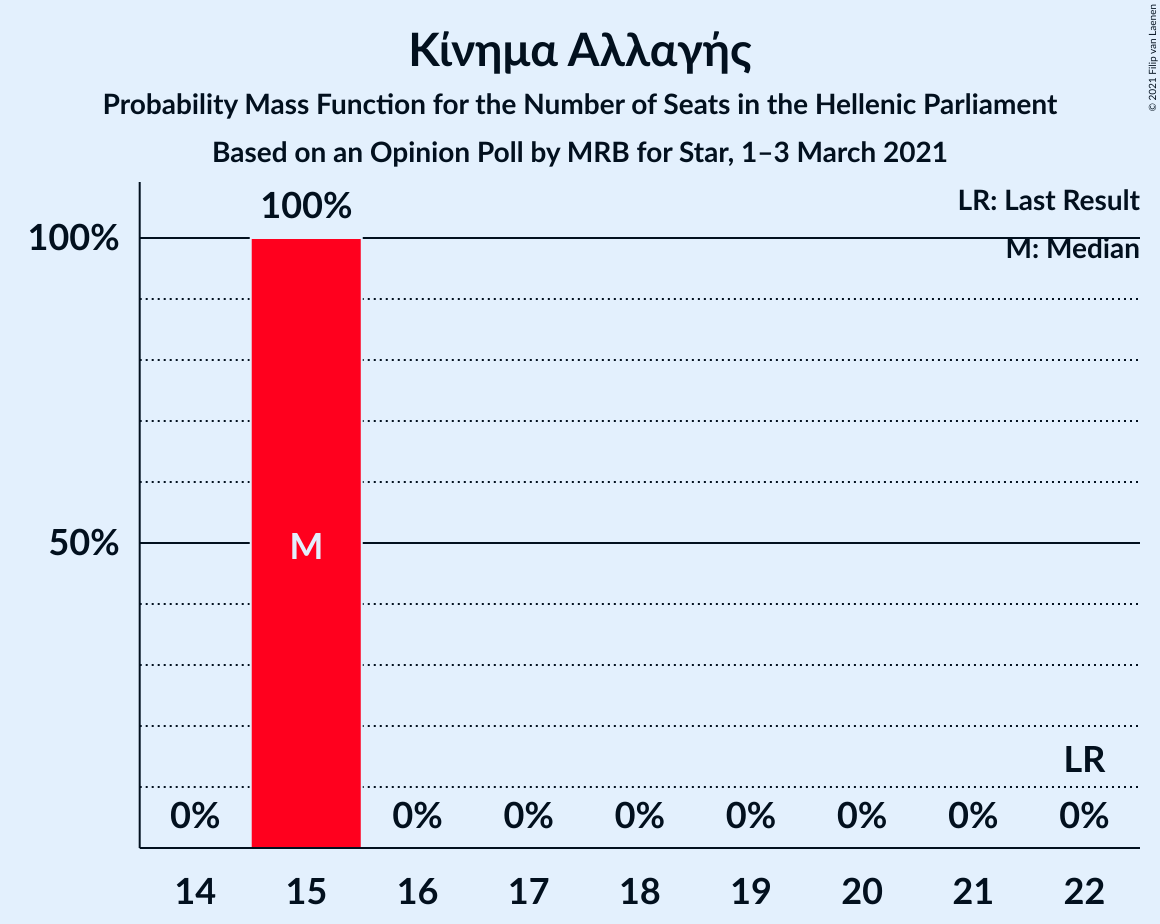 Κίνημα Αλλαγής
Probability Mass Function for the Number of Seats in the Hellenic Parliament
Based on an Opinion Poll by MRB for Star, 1–3 March 2021
© 2021 Filip van Laenen
LR: Last Result
M: Median
100%
100%
50%
M
LR
0% 0% 0% 0% 0% 0% 0% 0%
14 15 16 17 18 19 20 21 22